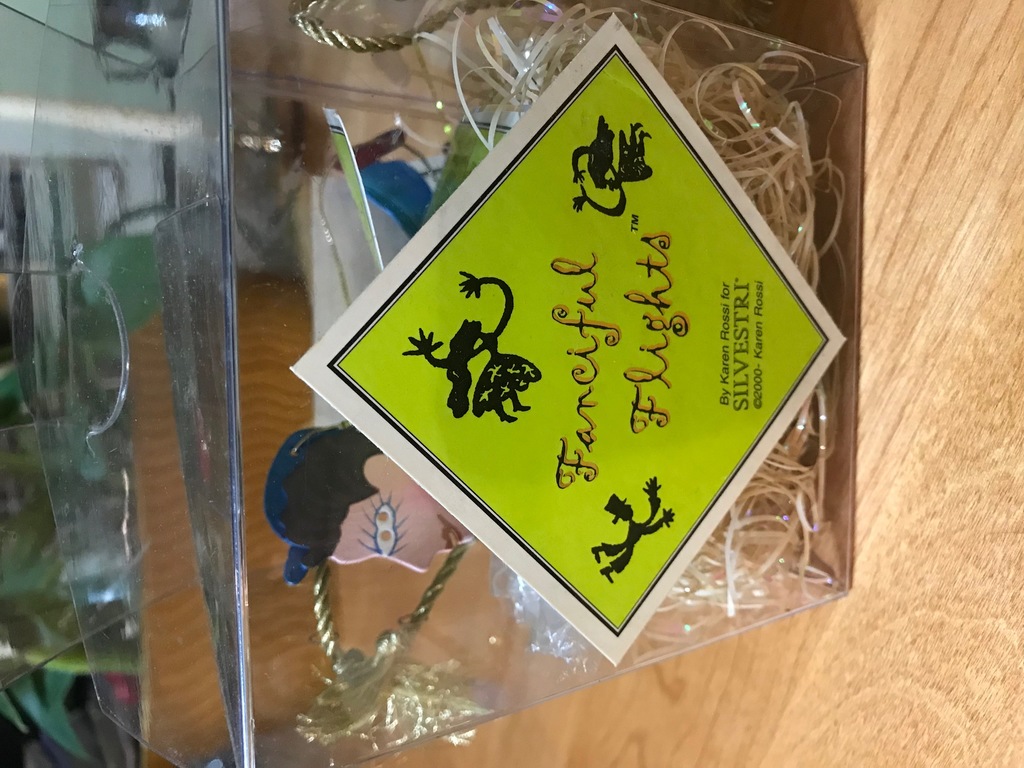 Fanciful
Flights™
By Karen Rossi for
SILVESTRI®
©2000- Karen Rossi